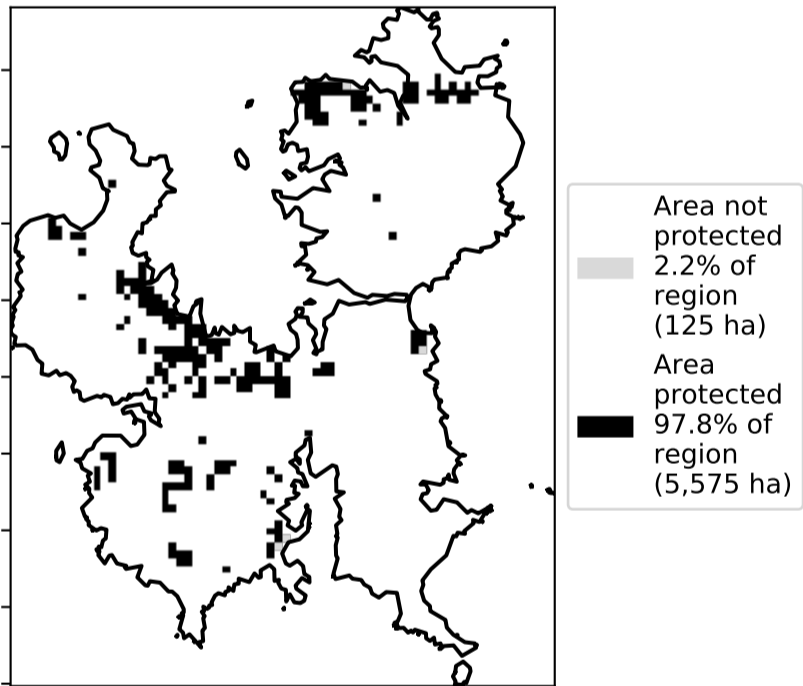 Area not
protected
2.2% of
region
(125 ha)
Area
protected
97.8% of
region
(5,575 ha)